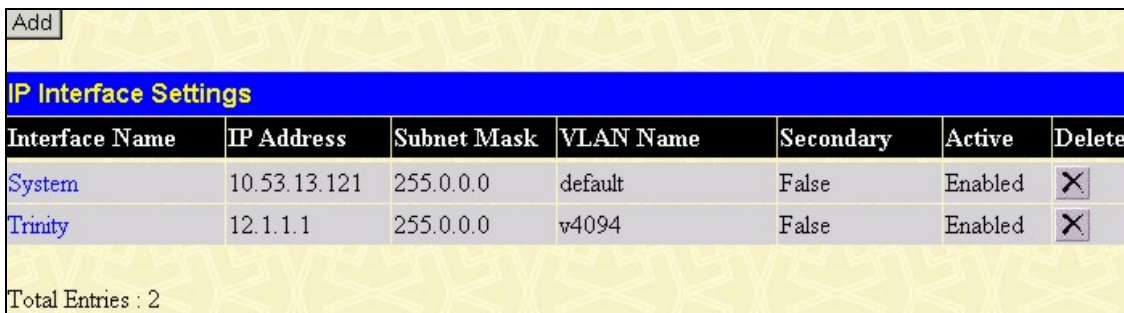 Add
IP Interface Settings
Interface Name IP Address Subnet Mask VLAN Name Secondary Active Delete
System 10.53.13.121 255.0.0.0 default False Enabled
Trinity 12.1.1.1 255.0.0.0 v4094 False Enabled
Total Entries : 2